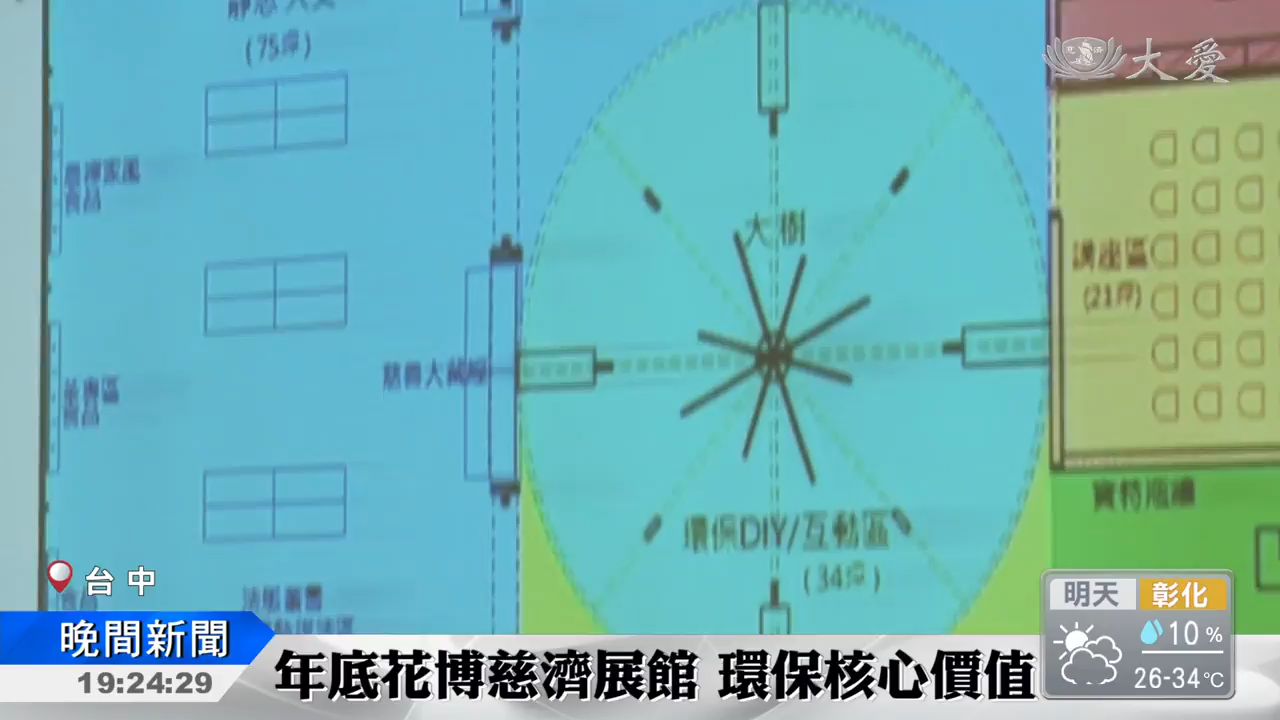 靜思人文
(75坪)
大愛
大樹
講座區
(21坪)
環保DIY/互動區
(34坪)
台中
晚間新聞
19:24:29
年底花博慈濟展館 環保核心價值
明天 彰化
10 %
26-34℃